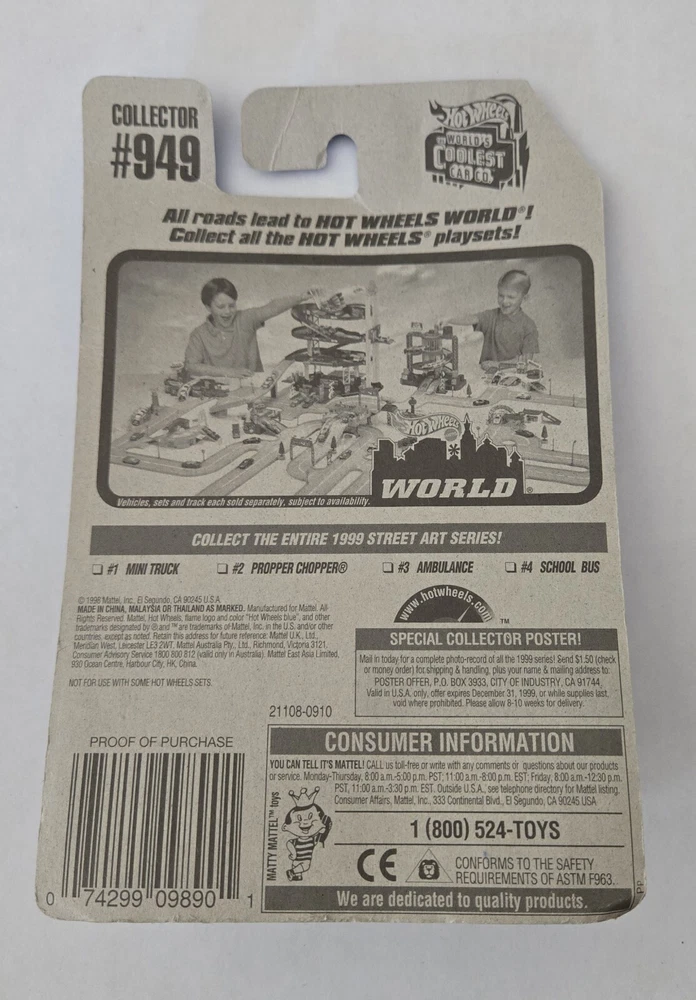 COLLECTOR
#949
HOT WHEELS
WORLD'S
COOLEST
CAR CO.
All roads lead to HOT WHEELS WORLD®!
Collect all the HOT WHEELS® playsets!
HOT WHEELS
WORLD®
Vehicles, sets and track each sold separately, subject to availability.
COLLECT THE ENTIRE 1999 STREET ART SERIES!
☐ #1 MINI TRUCK ☐ #2 PROPPER CHOPPER® ☐ #3 AMBULANCE ☐ #4 SCHOOL BUS
© 1998 Mattel, Inc. El Segundo, CA 90245 U.S.A.
MADE IN CHINA, MALAYSIA OR THAILAND AS MARKED. Manufactured for Mattel. All
Rights Reserved. Mattel, Hot Wheels, flame logo and color "Hot Wheels blue", and other
trademarks designated by ® and ™ are trademarks of Mattel, Inc. in the U.S. and/or other
countries, except as noted. Retain this address for future reference: Mattel U.K., Ltd.,
Meridian West, Leicester LE3 2WT. Mattel Australia Pty., Ltd., Richmond, Victoria 3121.
Consumer Advisory Service 1800 800 812 (valid only in Australia). Mattel East Asia Limited,
930 Ocean Centre, Harbour City, HK, China.
NOT FOR USE WITH SOME HOT WHEELS SETS.
21108-0910
www.hotwheels.com ™
SPECIAL COLLECTOR POSTER!
Mail in today for a complete photo-record of all the 1999 series! Send $1.50 (check
or money order) for shipping & handling, plus your name & mailing address to:
POSTER OFFER, P.O. BOX 3933, CITY OF INDUSTRY, CA 91744.
Valid in U.S.A. only, offer expires December 31, 1999, or while supplies last,
void where prohibited. Please allow 8-10 weeks for delivery.
PROOF OF PURCHASE
0 74299 09890 1
CONSUMER INFORMATION
YOU CAN TELL IT'S MATTEL! CALL us toll-free or write with any comments or questions about our products
or service. Monday-Thursday, 8:00 a.m.-5:00 p.m. PST; 11:00 a.m.-8:00 p.m. EST; Friday, 8:00 a.m.-12:30 p.m.
PST, 11:00 a.m.-3:30 p.m. EST. Outside U.S.A., see telephone directory for Mattel listing.
Consumer Affairs, Mattel, Inc., 333 Continental Blvd., El Segundo, CA 90245 USA
MATTY MATTEL™ toys
1 (800) 524-TOYS
CE
CONFORMS TO THE SAFETY
REQUIREMENTS OF ASTM F963.
We are dedicated to quality products.
PP